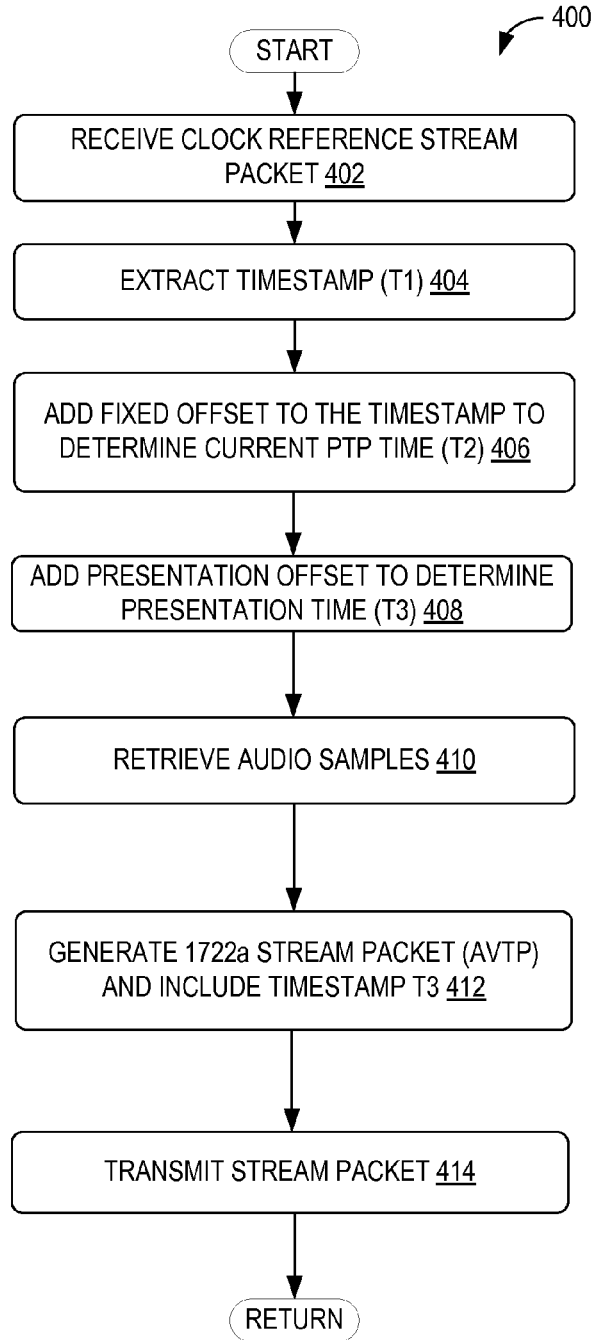 400
START
RECEIVE CLOCK REFERENCE STREAM
PACKET 402
EXTRACT TIMESTAMP (T1) 404
ADD FIXED OFFSET TO THE TIMESTAMP TO
DETERMINE CURRENT PTP TIME (T2) 406
ADD PRESENTATION OFFSET TO DETERMINE
PRESENTATION TIME (T3) 408
RETRIEVE AUDIO SAMPLES 410
GENERATE 1722a STREAM PACKET (AVTP)
AND INCLUDE TIMESTAMP T3 412
TRANSMIT STREAM PACKET 414
RETURN